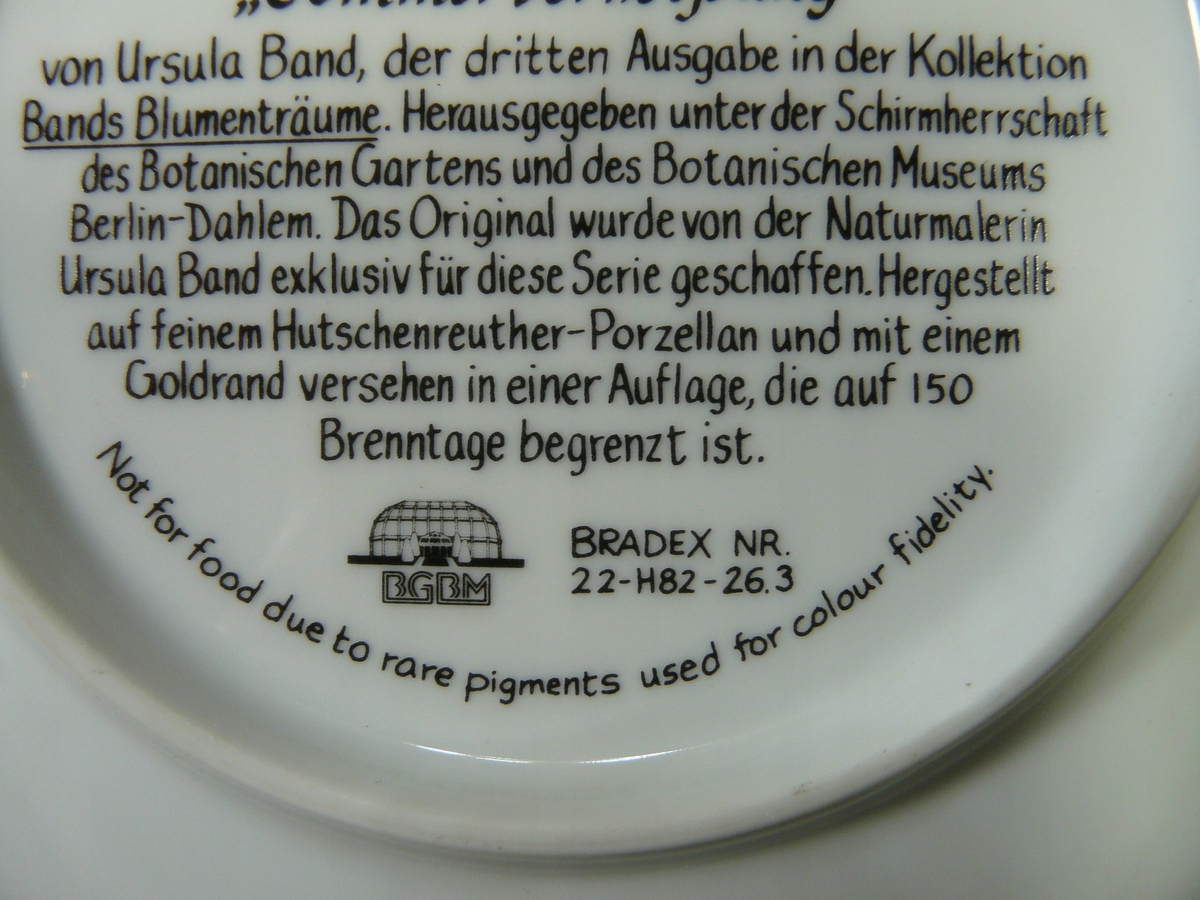 von Ursula Band, der dritten Ausgabe in der Kollektion
Bands Blumenträume. Herausgegeben unter der Schirmherrschaft
des Botanischen Gartens und des Botanischen Museums
Berlin-Dahlem. Das Original wurde von der Naturmalerin
Ursula Band exklusiv für diese Serie geschaffen. Hergestellt
auf feinem Hutschenreuther-Porzellan und mit einem
Goldrand versehen in einer Auflage, die auf 150
Brenntage begrenzt ist.
BGBM
BRADEX NR.
22-H82-26.3
Not for food due to rare pigments used for colour fidelity.